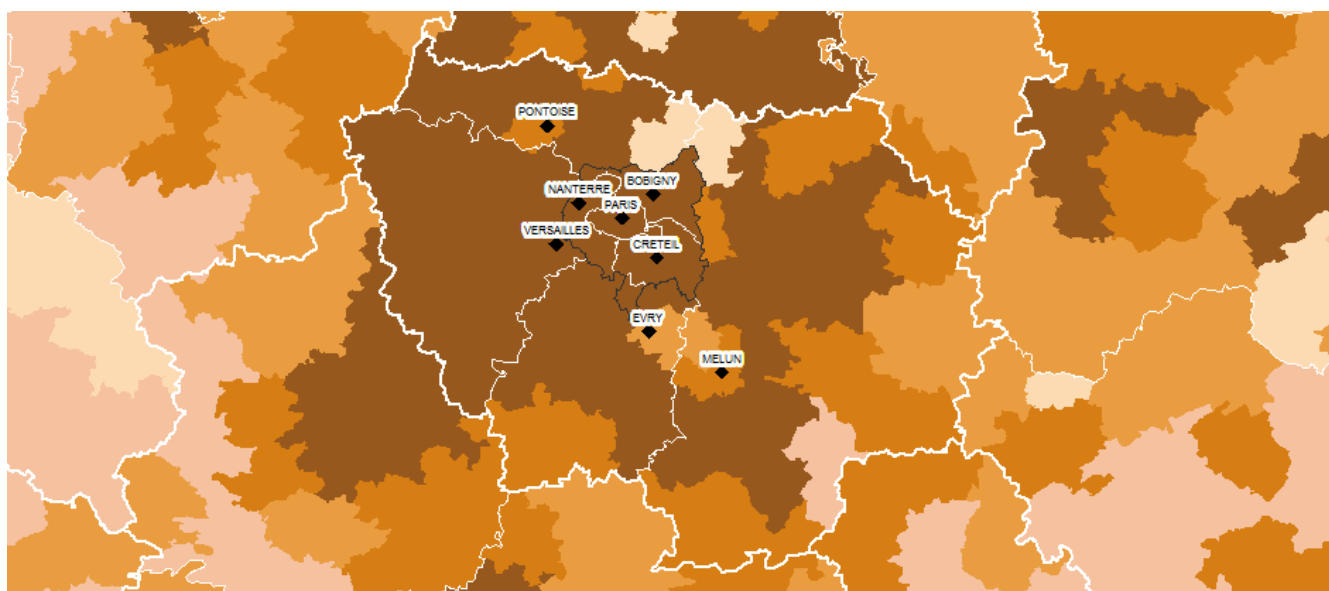 PONTOISE
BOBIGNY
NANTERRE
PARIS
VERSAILLES
CRETEIL
EVRY
MELUN